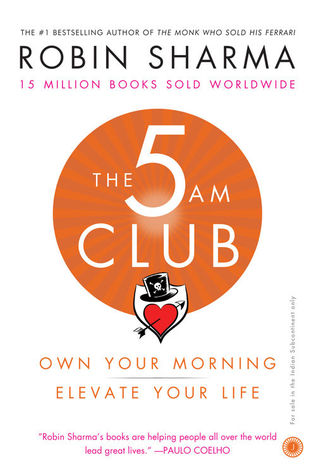 THE #1 BESTSELLING AUTHOR OF THE MONK WHO SOLD HIS FERRARI
ROBIN SHARMA
15 MILLION BOOKS SOLD WORLDWIDE
THE 5 AM
CLUB
OWN YOUR MORNING
ELEVATE YOUR LIFE
For sale in the Indian Subcontinent only
"Robin Sharma's books are helping people all over the world
lead great lives." —PAULO COELHO